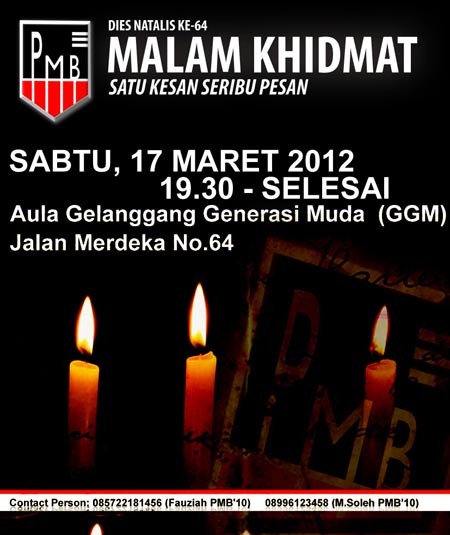 PMB
DIES NATALIS KE-64
MALAM KHIDMAT
SATU KESAN SERIBU PESAN
SABTU, 17 MARET 2012
19.30 - SELESAI
Aula Gelanggang Generasi Muda (GGM)
Jalan Merdeka No.64
PMB
Contact Person; 085722181456 (Fauziah PMB'10) 08996123458 (M.Soleh PMB'10)